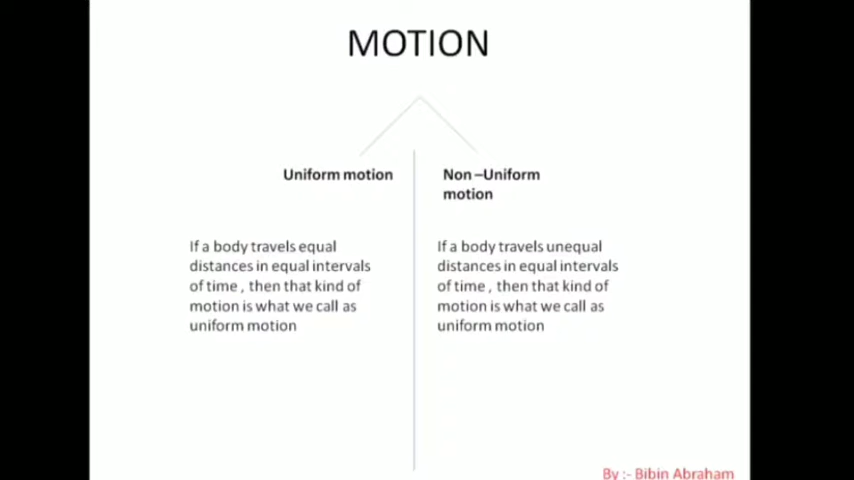 MOTION
Uniform motion
If a body travels equal
distances in equal intervals
of time , then that kind of
motion is what we call as
uniform motion
Non –Uniform
motion
If a body travels unequal
distances in equal intervals
of time , then that kind of
motion is what we call as
uniform motion
By :- Bibin Abraham